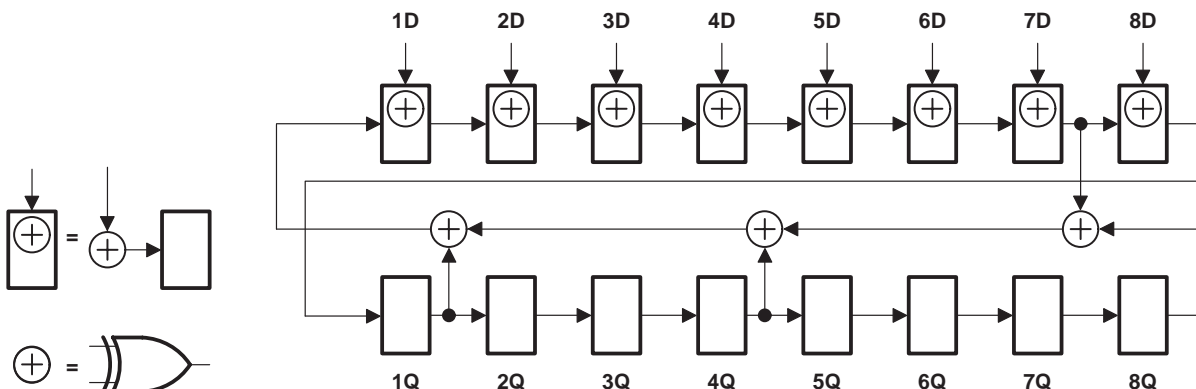 1D 2D 3D 4D 5D 6D 7D 8D
=
=
1Q 2Q 3Q 4Q 5Q 6Q 7Q 8Q